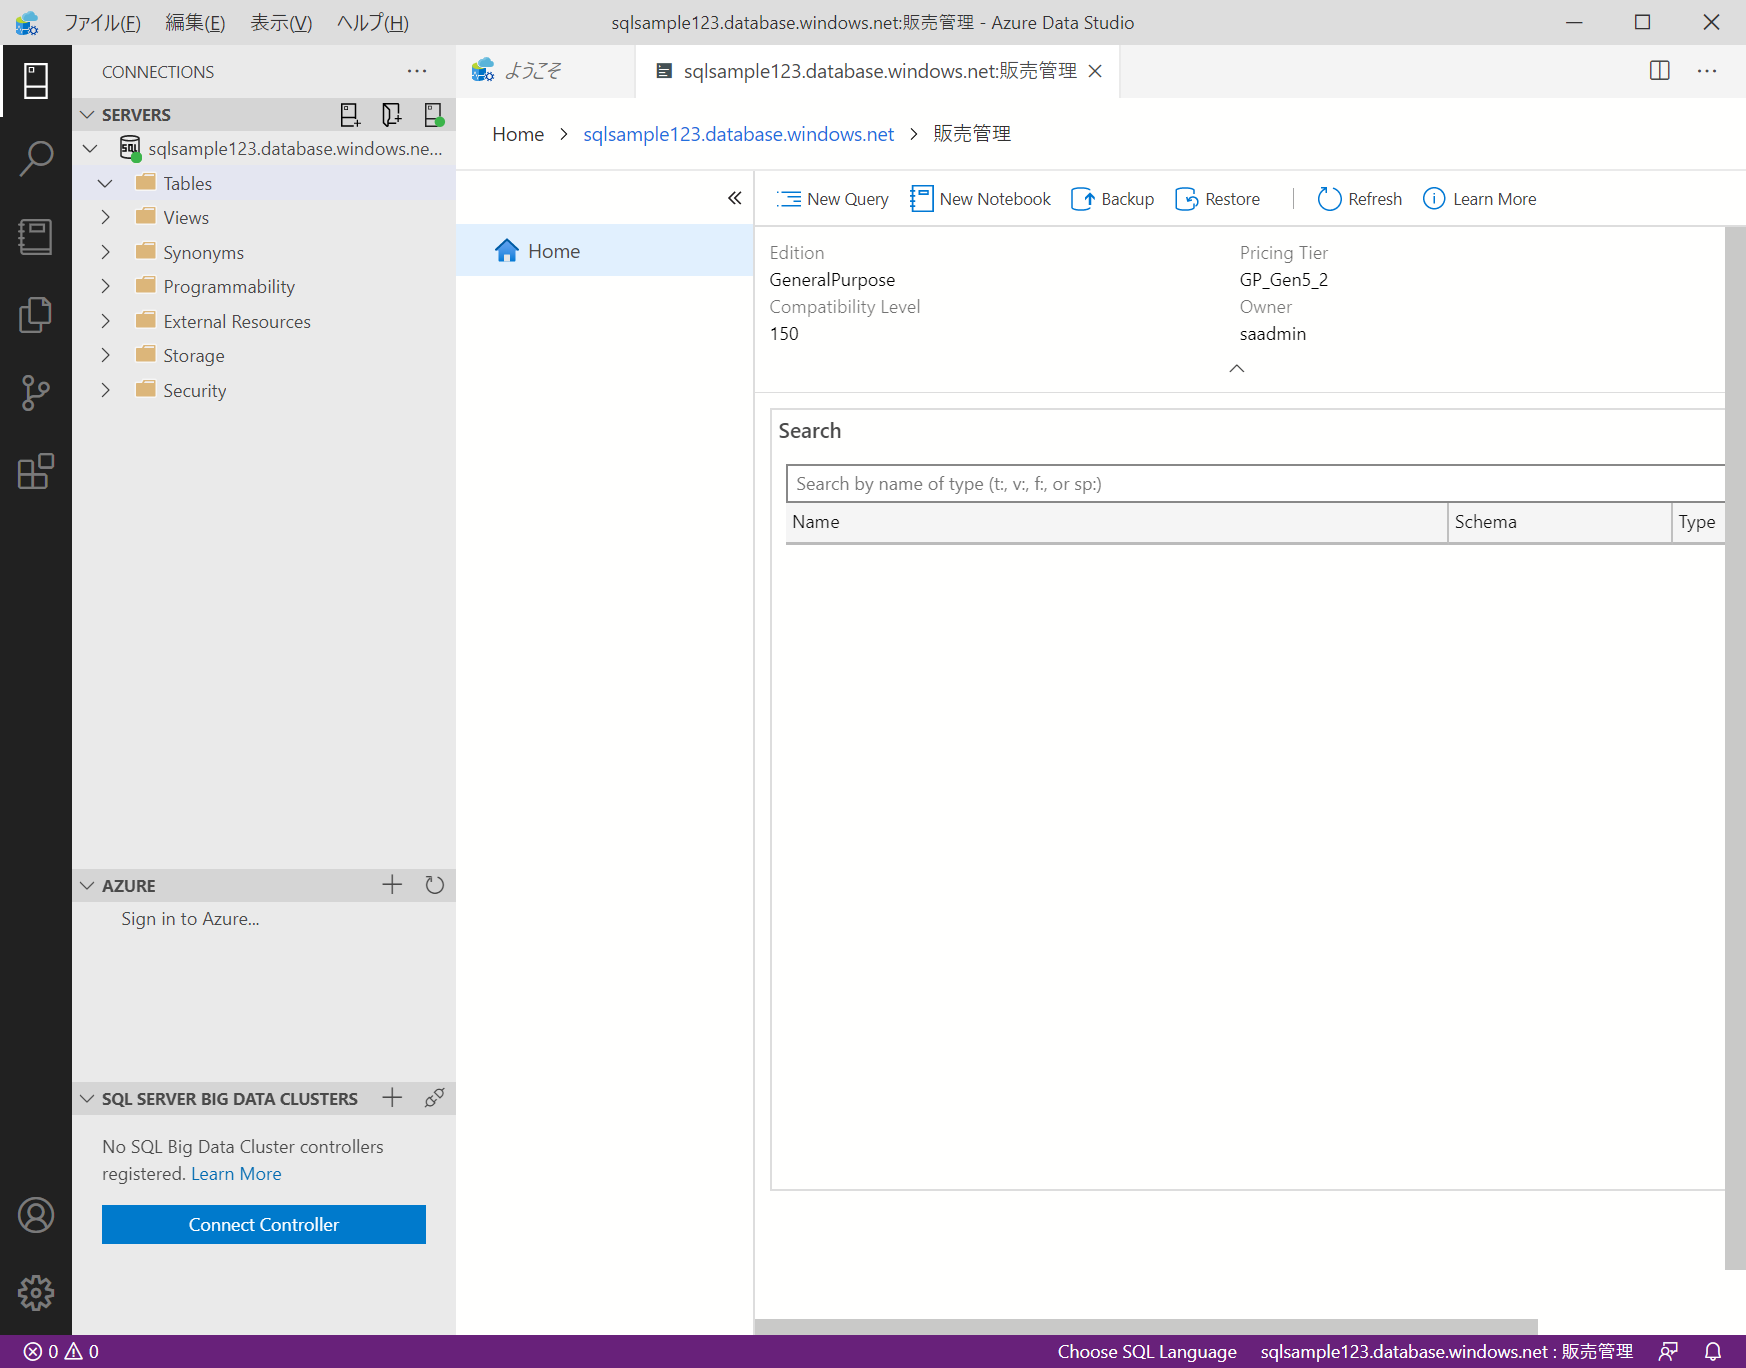 ファイル(F) 編集(E) 表示(V) ヘルプ(H) sqlsample123.database.windows.net:販売管理 - Azure Data Studio
CONNECTIONS
SERVERS
SQL sqlsample123.database.windows.ne...
Tables
Views
Synonyms
Programmability
External Resources
Storage
Security
AZURE
Sign in to Azure...
SQL SERVER BIG DATA CLUSTERS
No SQL Big Data Cluster controllers
registered. Learn More
Connect Controller
ようこそ sqlsample123.database.windows.net:販売管理
Home > sqlsample123.database.windows.net > 販売管理
Home
New Query New Notebook Backup Restore Refresh Learn More
Edition Pricing Tier
GeneralPurpose GP_Gen5_2
Compatibility Level Owner
150 saadmin
Search
Search by name of type (t:, v:, f:, or sp:)
Name Schema Type
0 0 Choose SQL Language sqlsample123.database.windows.net : 販売管理